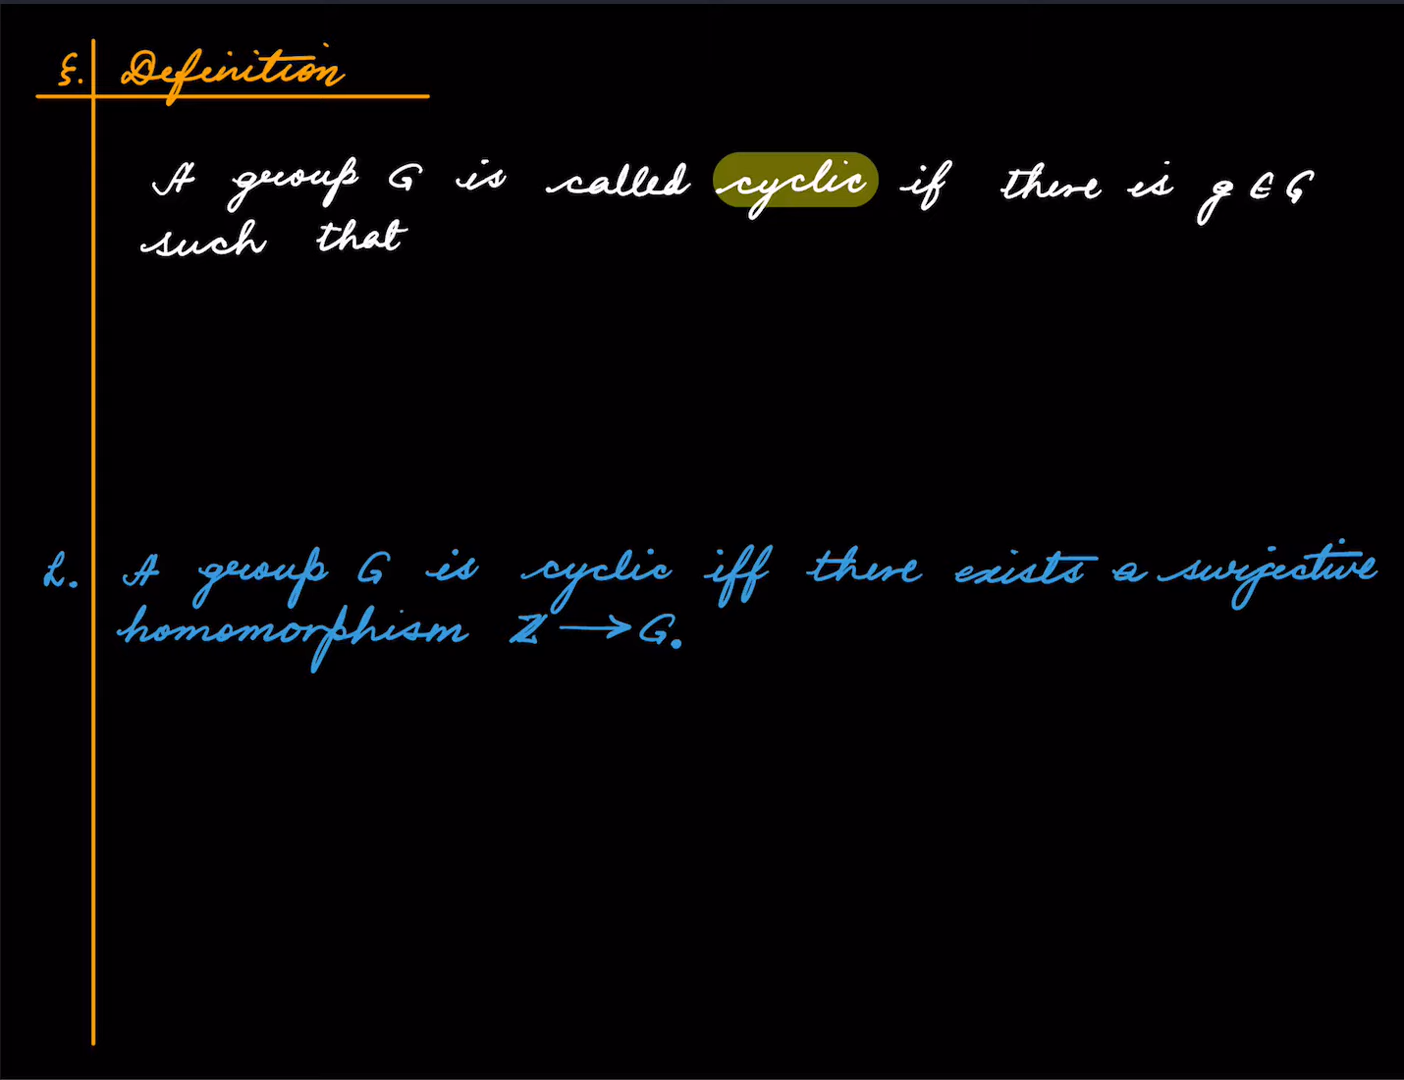 §. Definition
A group G is called cyclic if there is g ∈ G
such that
L. A group G is cyclic iff there exists a surjective
homomorphism ℤ → G.